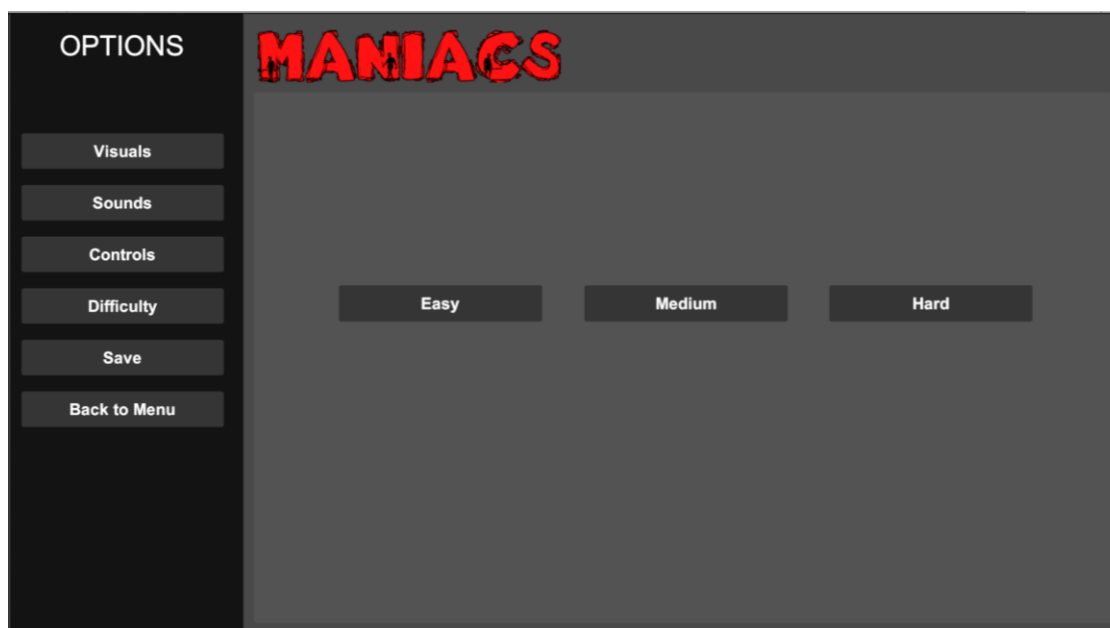 OPTIONS
MANIACS
Visuals
Sounds
Controls
Difficulty
Save
Back to Menu
Easy
Medium
Hard